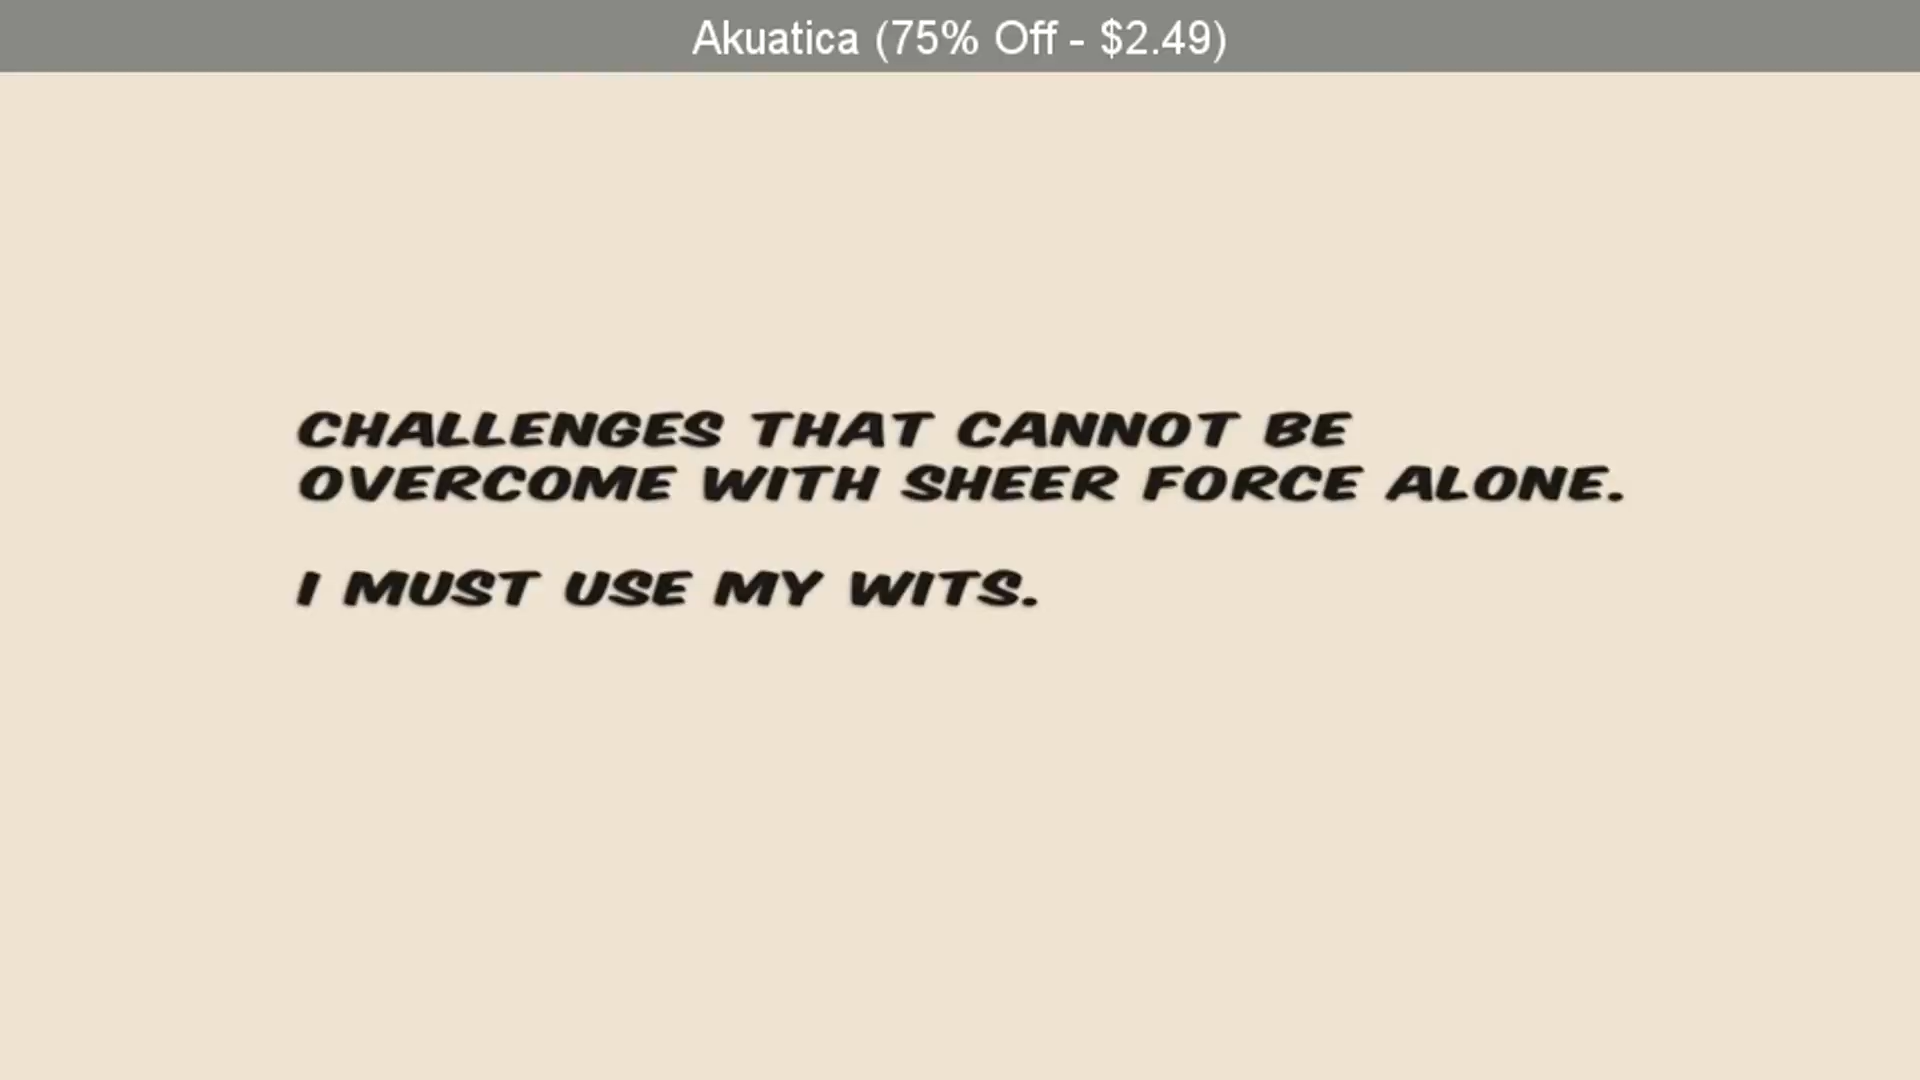 Akuatica (75% Off - $2.49)
CHALLENGES THAT CANNOT BE
OVERCOME WITH SHEER FORCE ALONE.
I MUST USE MY WITS.